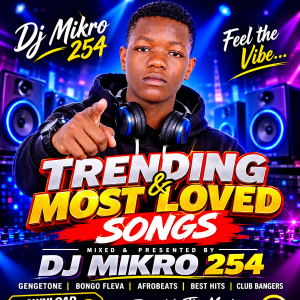 Dj Mikro
254
Feel the
Vibe...
TRENDING
&
MOST LOVED
SONGS
MIXED & PRESENTED BY
DJ MIKRO 254
GENGETONE | BONGO FLEVA | AFROBEATS | BEST HITS | CLUB BANGERS